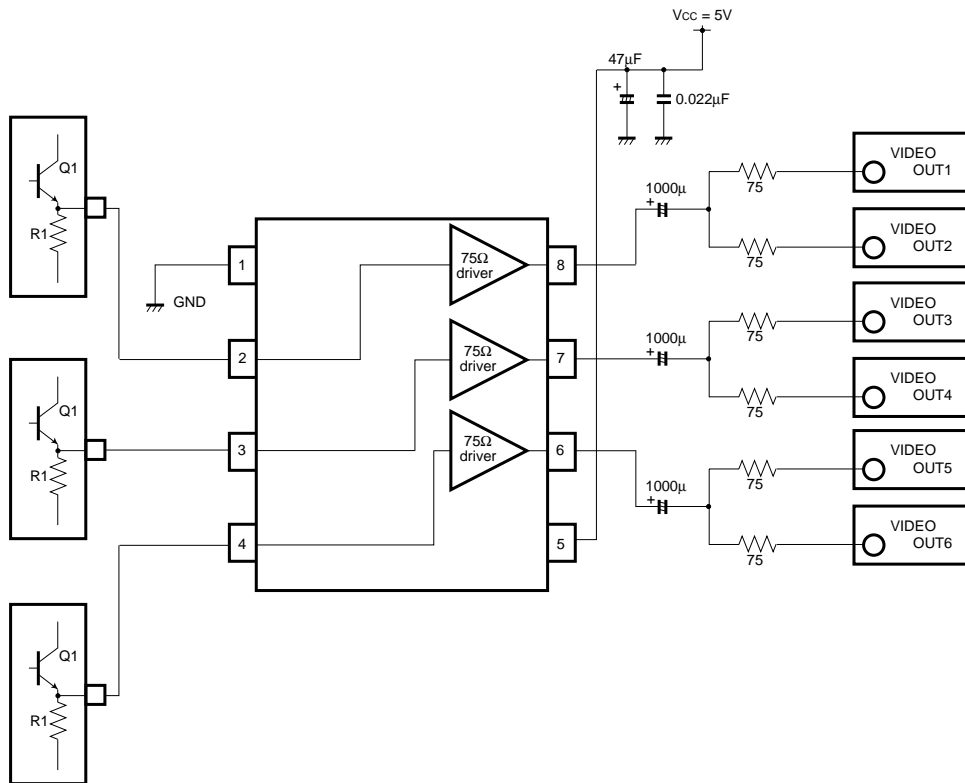 VCC = 5V
47μF
+
0.022μF
Q1
R1
VIDEO
OUT1
1000μ
+
75
75
VIDEO
OUT2
1
GND
75Ω
driver
8
VIDEO
OUT3
2
75Ω
driver
7
1000μ
+
75
75
VIDEO
OUT4
Q1
R1
3
75Ω
driver
6
VIDEO
OUT5
1000μ
+
75
75
4
5
VIDEO
OUT6
Q1
R1